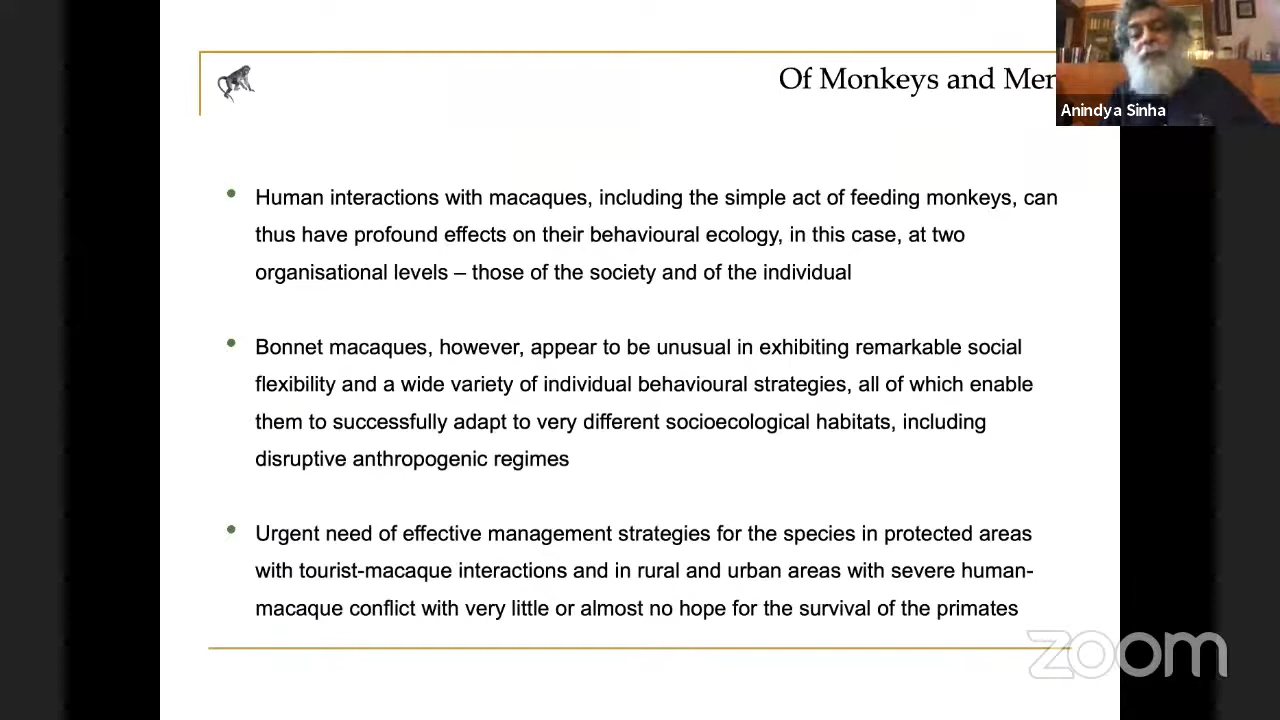 Of Monkeys and Men
Anindya Sinha
Human interactions with macaques, including the simple act of feeding monkeys, can
thus have profound effects on their behavioural ecology, in this case, at two
organisational levels – those of the society and of the individual
Bonnet macaques, however, appear to be unusual in exhibiting remarkable social
flexibility and a wide variety of individual behavioural strategies, all of which enable
them to successfully adapt to very different socioecological habitats, including
disruptive anthropogenic regimes
Urgent need of effective management strategies for the species in protected areas
with tourist-macaque interactions and in rural and urban areas with severe human-
macaque conflict with very little or almost no hope for the survival of the primates
zoom